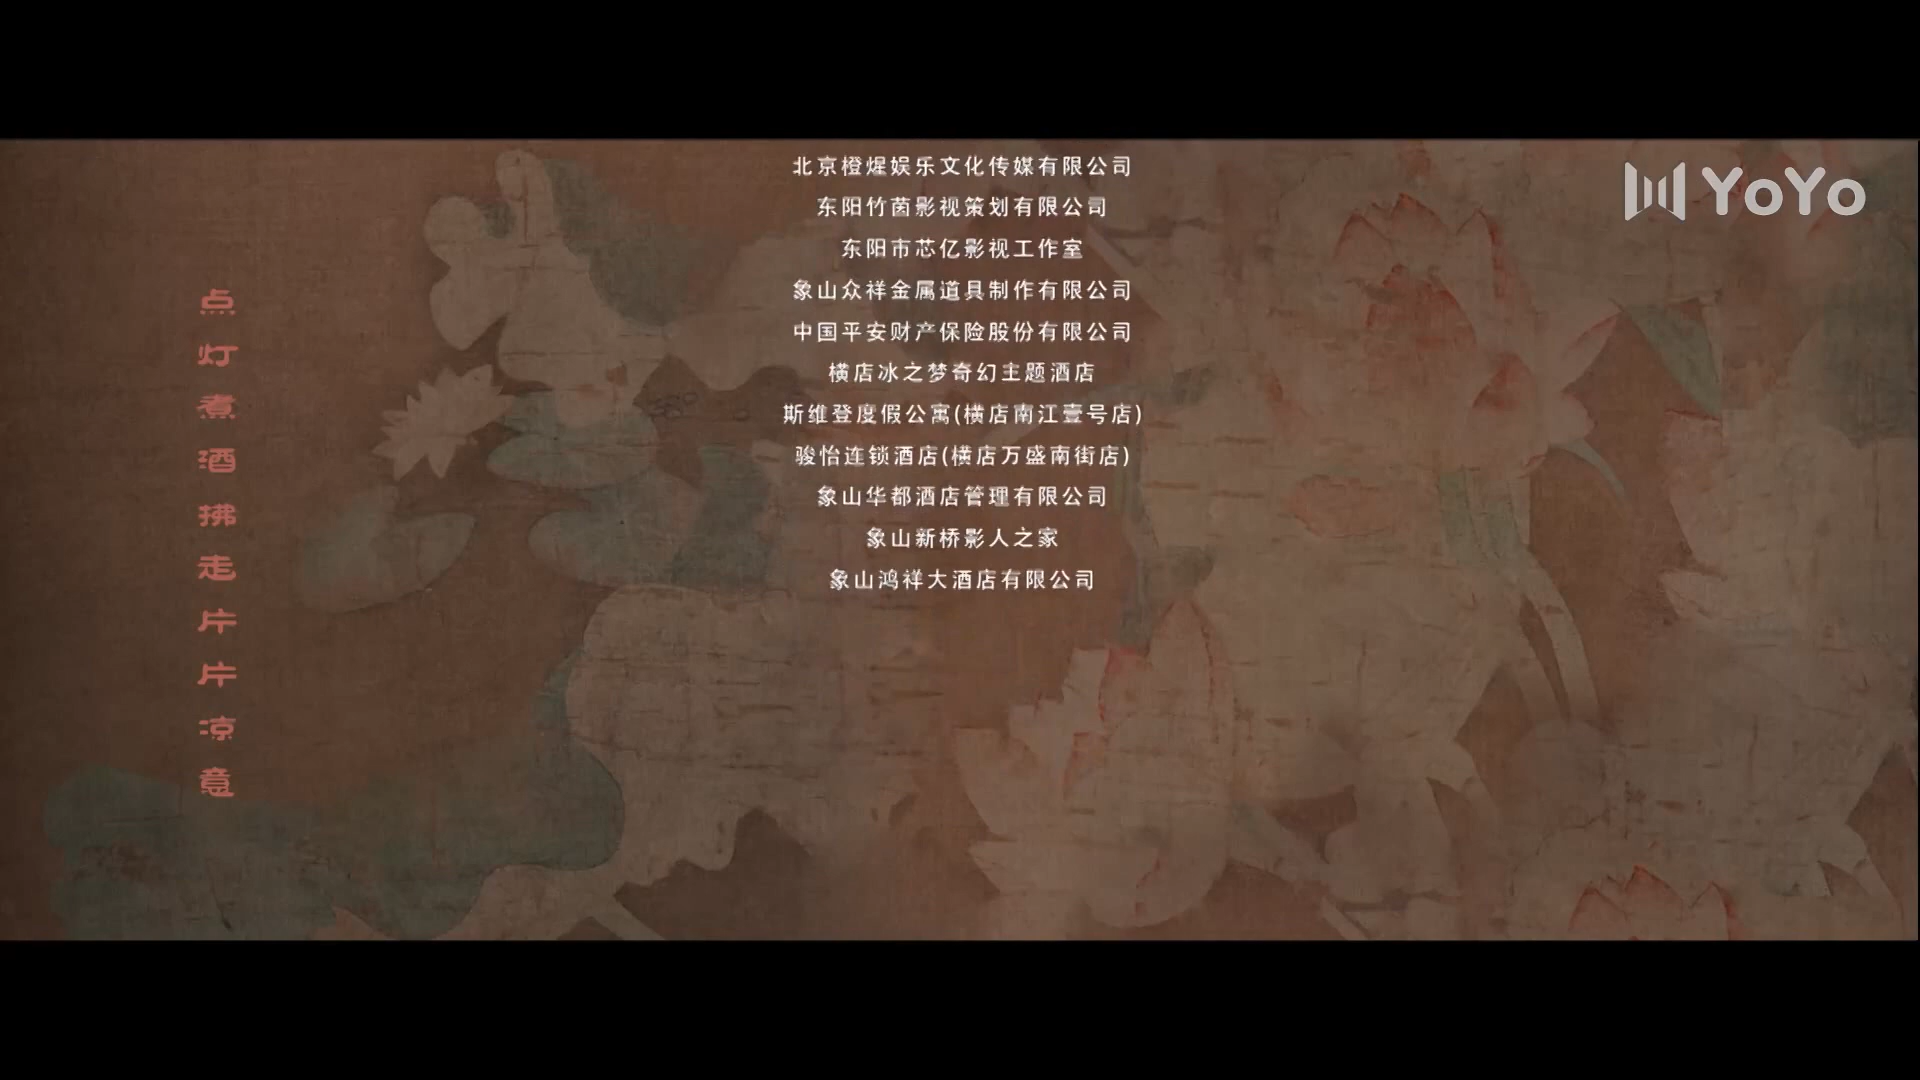 北京橙煋娱乐文化传媒有限公司
东阳竹茵影视策划有限公司
东阳市芯亿影视工作室
象山众祥金属道具制作有限公司
中国平安财产保险股份有限公司
横店冰之梦奇幻主题酒店
斯维登度假公寓(横店南江壹号店)
骏怡连锁酒店(横店万盛南街店)
象山华都酒店管理有限公司
象山新桥影人之家
象山鸿祥大酒店有限公司
点灯煮酒拂走片片凉意
YoYo